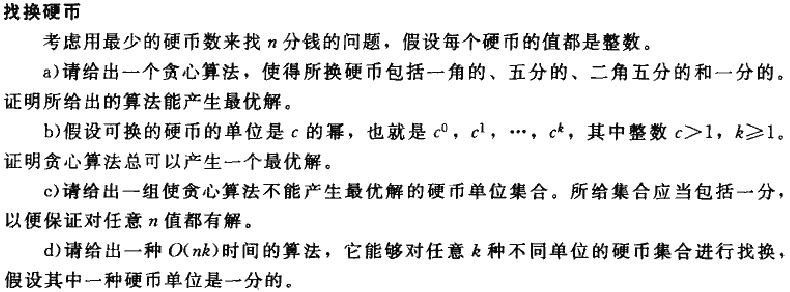 找换硬币
考虑用最少的硬币数来找 n 分钱的问题，假设每个硬币的值都是整数。
a)请给出一个贪心算法，使得所换硬币包括一角的、五分的、二角五分的和一分的。
证明所给出的算法能产生最优解。
b)假设可换的硬币的单位是 c 的幂，也就是 c⁰，c¹，…，cᵏ，其中整数 c>1，k≥1。
证明贪心算法总可以产生一个最优解。
c)请给出一组使贪心算法不能产生最优解的硬币单位集合。所给集合应当包括一分，
以便保证对任意 n 值都有解。
d)请给出一种 O(nk)时间的算法，它能够对任意 k 种不同单位的硬币集合进行找换，
假设其中一种硬币单位是一分的。